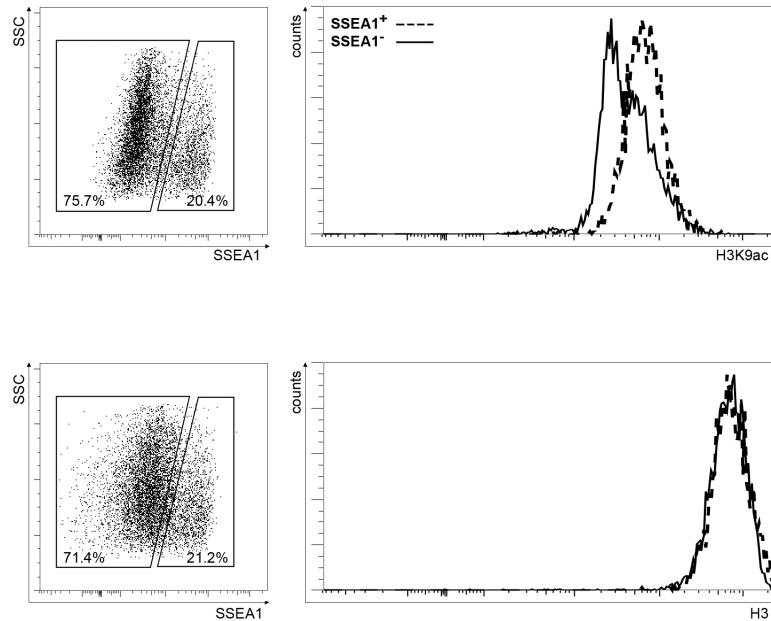 SSC
75.7%
20.4%
SSEA1
counts
SSEA1+
SSEA1-
H3K9ac
SSC
71.4%
21.2%
SSEA1
counts
H3